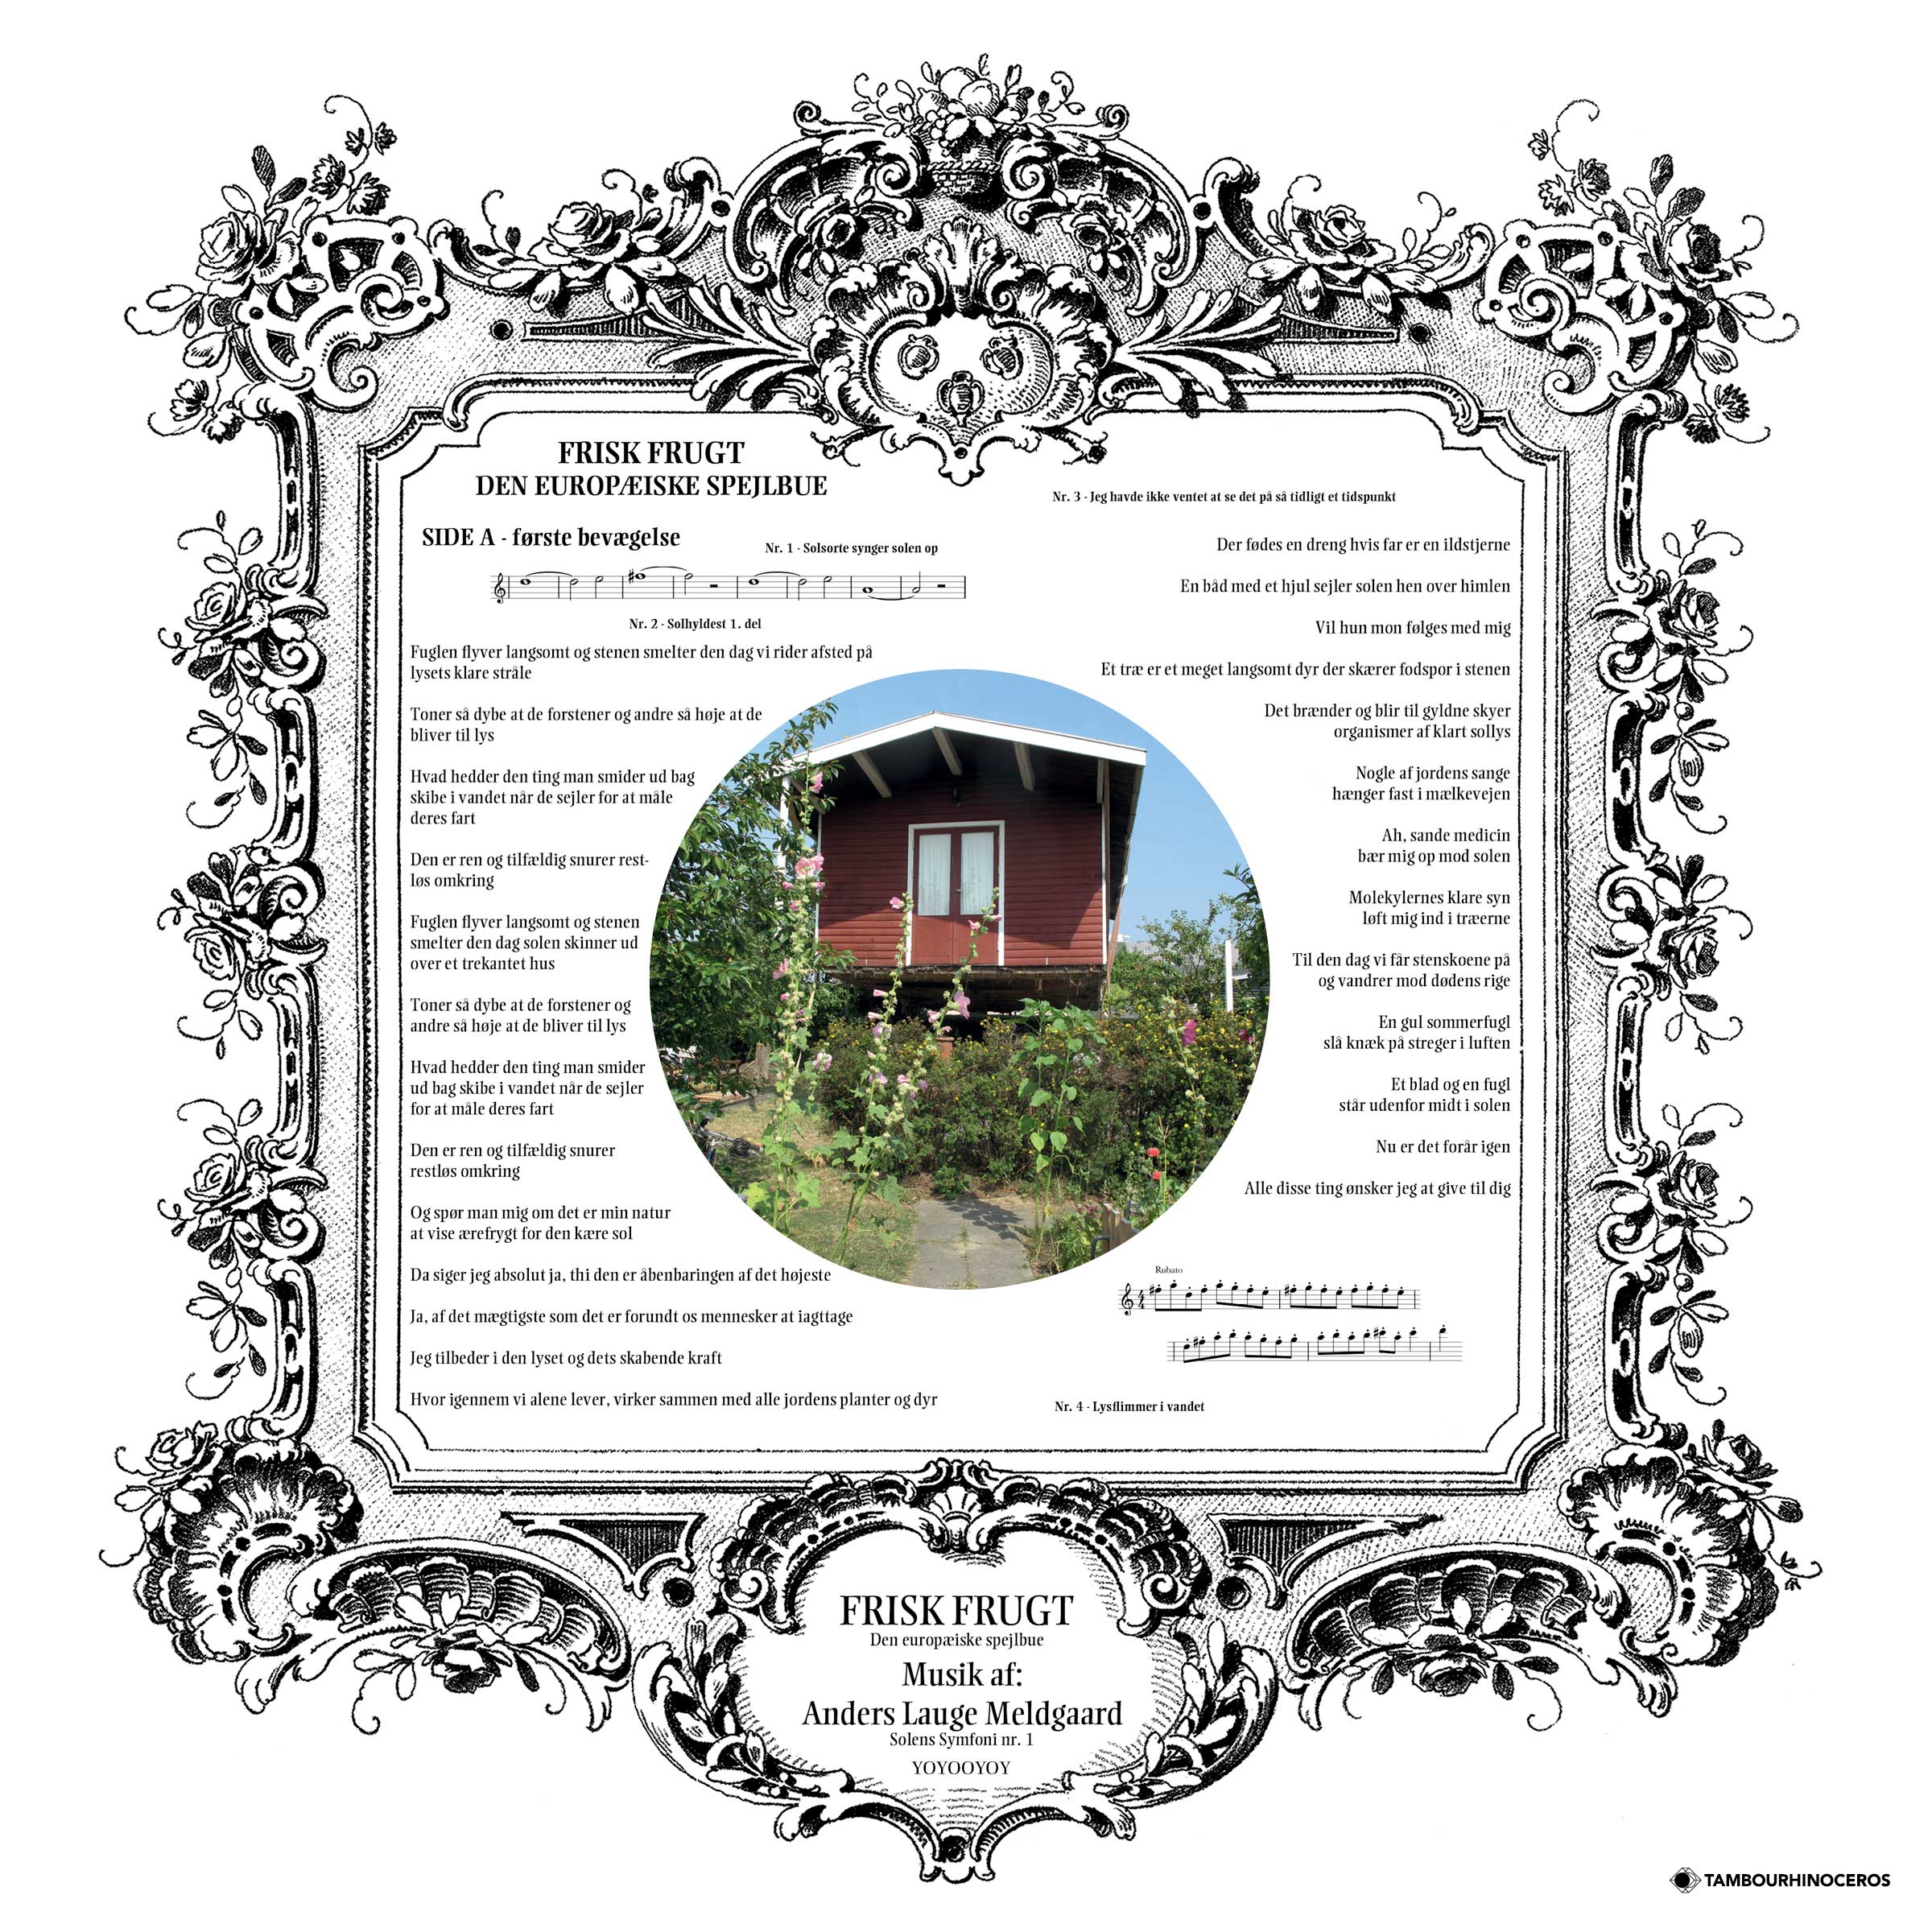 FRISK FRUGT
DEN EUROPÆISKE SPEJLBUE
SIDE A - første bevægelse
Nr. 1 - Solsorte synger solen op
Nr. 2 - Solhyldest 1. del
Fuglen flyver langsomt og stenen smelter den dag vi rider afsted på
lysets klare stråle
Toner så dybe at de forstener og andre så høje at de
bliver til lys
Hvad hedder den ting man smider ud bag
skibe i vandet når de sejler for at måle
deres fart
Den er ren og tilfældig snurer rest-
løs omkring
Fuglen flyver langsomt og stenen
smelter den dag solen skinner ud
over et trekantet hus
Toner så dybe at de forstener og
andre så høje at de bliver til lys
Hvad hedder den ting man smider
ud bag skibe i vandet når de sejler
for at måle deres fart
Den er ren og tilfældig snurer
restløs omkring
Og spør man mig om det er min natur
at vise ærefrygt for den kære sol
Da siger jeg absolut ja, thi den er åbenbaringen af det højeste
Ja, af det mægtigste som det er forundt os mennesker at iagttage
Jeg tilbeder i den lyset og dets skabende kraft
Hvor igennem vi alene lever, virker sammen med alle jordens planter og dyr
Nr. 3 - Jeg havde ikke ventet at se det på så tidligt et tidspunkt
Der fødes en dreng hvis far er en ildstjerne
En båd med et hjul sejler solen hen over himlen
Vil hun mon følges med mig
Et træ er et meget langsomt dyr der skærer fodspor i stenen
Det brænder og blir til gyldne skyer
organismer af klart sollys
Nogle af jordens sange
hænger fast i mælkevejen
Ah, sande medicin
bær mig op mod solen
Molekylernes klare syn
løft mig ind i træerne
Til den dag vi får stenskoene på
og vandrer mod dødens rige
En gul sommerfugl
slå knæk på streger i luften
Et blad og en fugl
står udenfor midt i solen
Nu er det forår igen
Alle disse ting ønsker jeg at give til dig
Rubato
Nr. 4 - Lysflimmer i vandet
FRISK FRUGT
Den europæiske spejlbue
Musik af:
Anders Lauge Meldgaard
Solens Symfoni nr. 1
YOYOOYOY
TAMBOURHINOCEROS